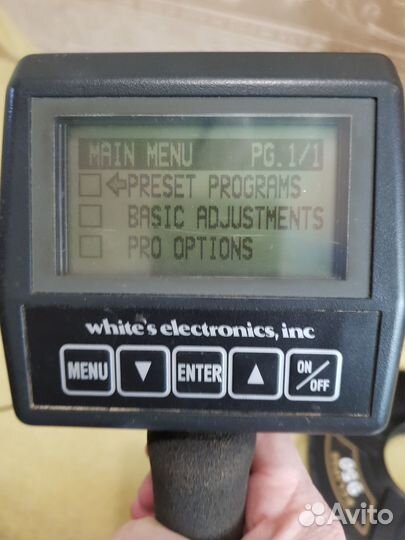 MAIN MENU PG.1/1
PRESET PROGRAMS
BASIC ADJUSTMENTS
PRO OPTIONS
white's electronics, inc
MENU
ENTER
ON/OFF
Avito